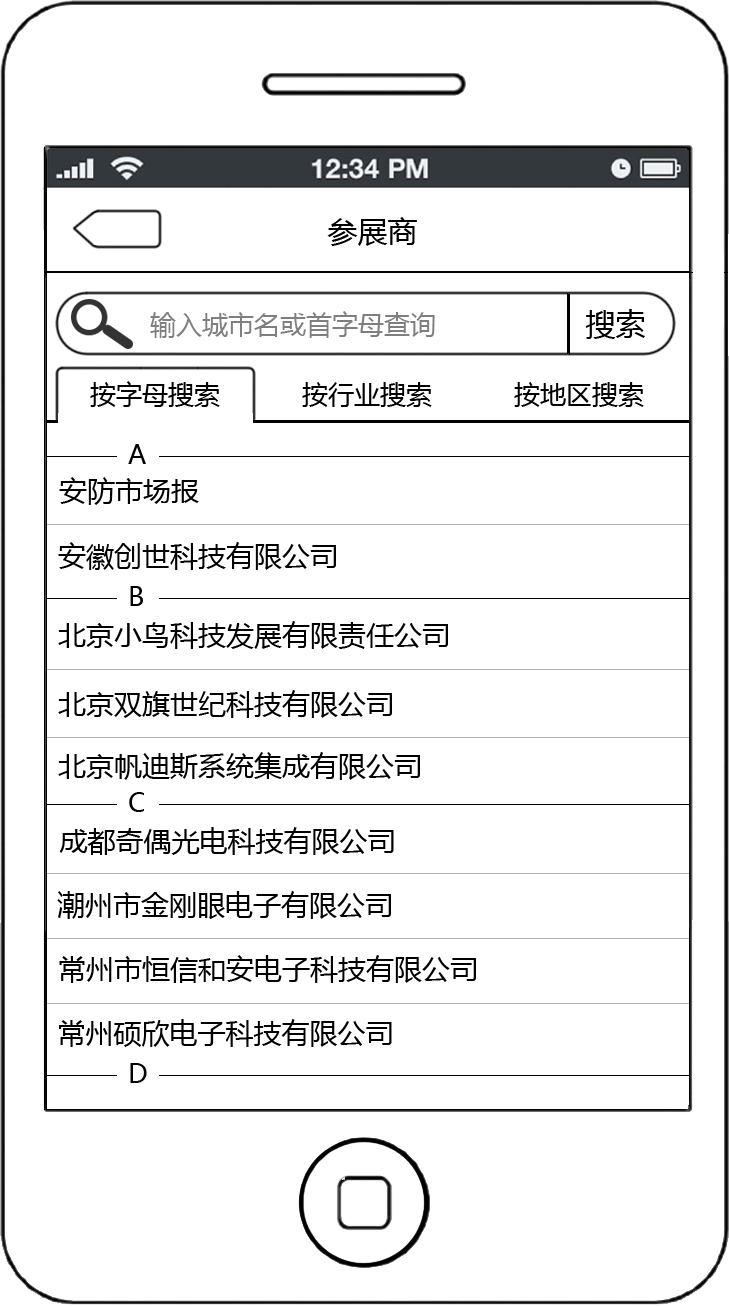 12:34 PM
参展商
输入城市名或首字母查询 搜索
按字母搜索 按行业搜索 按地区搜索
A
安防市场报
安徽创世科技有限公司
B
北京小鸟科技发展有限责任公司
北京双旗世纪科技有限公司
北京帆迪斯系统集成有限公司
C
成都奇偶光电科技有限公司
潮州市金刚眼电子有限公司
常州市恒信和安电子科技有限公司
常州硕欣电子科技有限公司
D